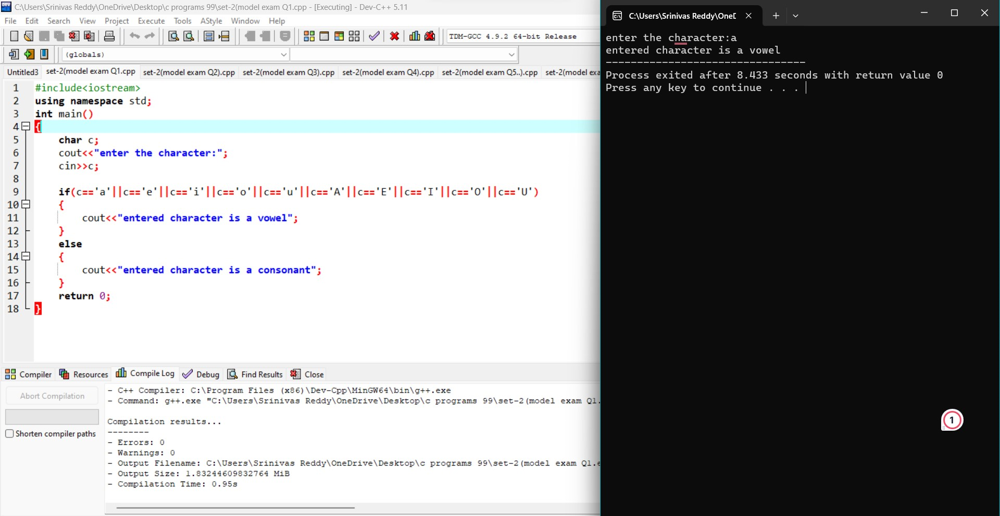 C:\Users\Srinivas Reddy\OneDrive\Desktop\c programs 99\set-2(model exam Q1.cpp - [Executing] - Dev-C++ 5.11
File Edit Search View Project Execute Tools AStyle Window Help
TDM-GCC 4.9.2 64-bit Release
(globals)
Untitled3 set-2(model exam Q1.cpp set-2(model exam Q2).cpp set-2(model exam Q3).cpp set-2(model exam Q4).cpp set-2(model exam Q5..).cpp set-2(model exa
1 #include<iostream>
2 using namespace std;
3 int main()
4 {
5 char c;
6 cout<<"enter the character:";
7 cin>>c;
8
9 if(c=='a'||c=='e'||c=='i'||c=='o'||c=='u'||c=='A'||c=='E'||c=='I'||c=='O'||c=='U')
10 {
11 cout<<"entered character is a vowel";
12 }
13 else
14 {
15 cout<<"entered character is a consonant";
16 }
17 return 0;
18 }
Compiler Resources Compile Log Debug Find Results Close
Abort Compilation
Shorten compiler paths
- C++ Compiler: C:\Program Files (x86)\Dev-Cpp\MinGW64\bin\g++.exe
- Command: g++.exe "C:\Users\Srinivas Reddy\OneDrive\Desktop\c programs 99\set-2(model exam Q1.
Compilation results...
--------
- Errors: 0
- Warnings: 0
- Output Filename: C:\Users\Srinivas Reddy\OneDrive\Desktop\c programs 99\set-2(model exam Q1.e
- Output Size: 1.83244609832764 MiB
- Compilation Time: 0.95s
C:\Users\Srinivas Reddy\OneD
enter the character:a
entered character is a vowel
--------------------------------
Process exited after 8.433 seconds with return value 0
Press any key to continue . . .
1